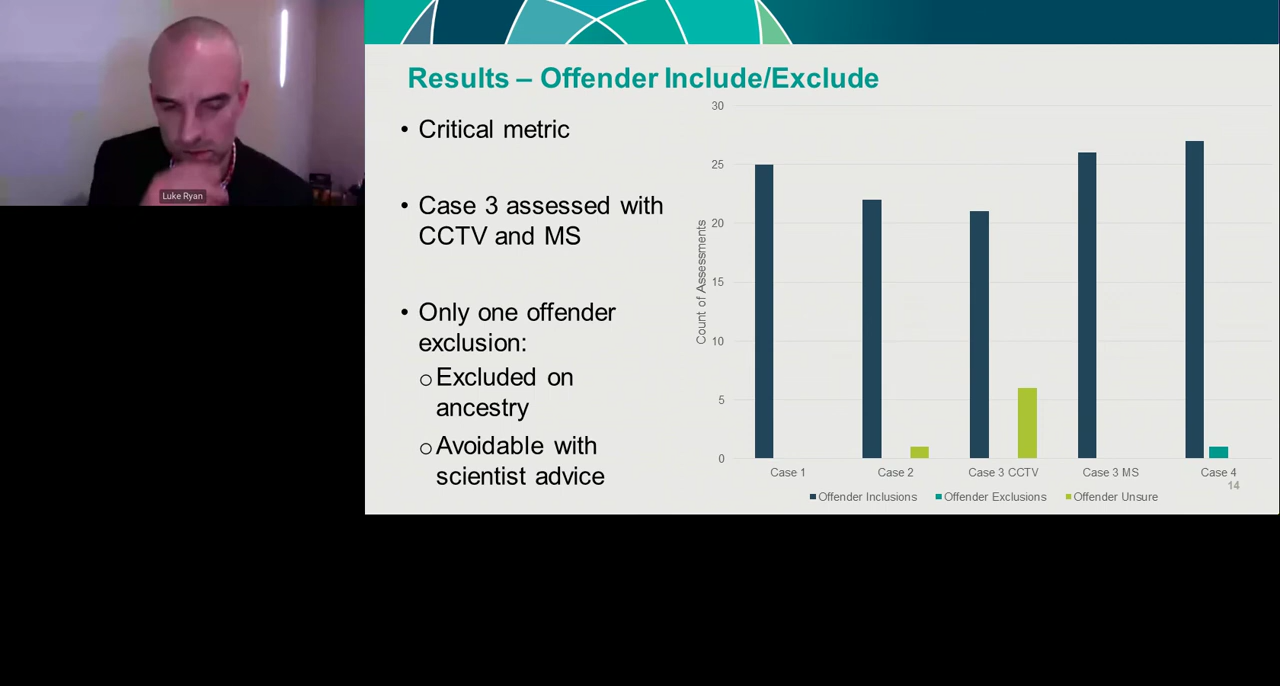 Luke Ryan
Results – Offender Include/Exclude
• Critical metric
• Case 3 assessed with
CCTV and MS
• Only one offender
exclusion:
o Excluded on
ancestry
o Avoidable with
scientist advice
Count of Assessments
30
25
20
15
10
5
0
Case 1 Case 2 Case 3 CCTV Case 3 MS Case 4
14
Offender Inclusions Offender Exclusions Offender Unsure